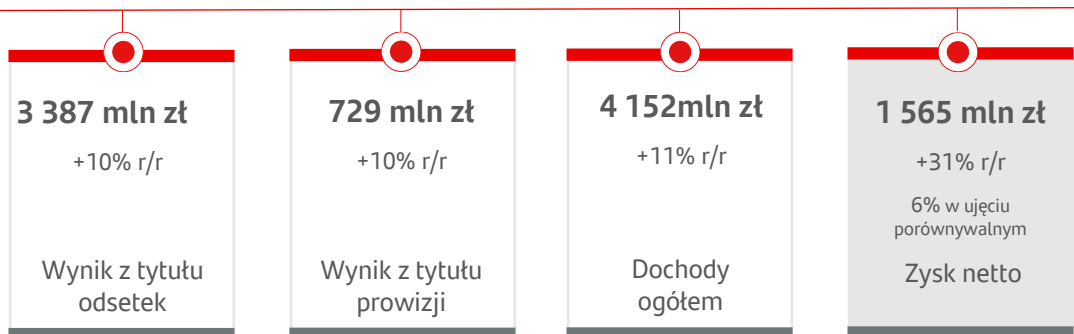 3 387 mln zł
+10% r/r
Wynik z tytułu
odsetek
729 mln zł
+10% r/r
Wynik z tytułu
prowizji
4 152mln zł
+11% r/r
Dochody
ogółem
1 565 mln zł
+31% r/r
6% w ujęciu
porównywalnym
Zysk netto